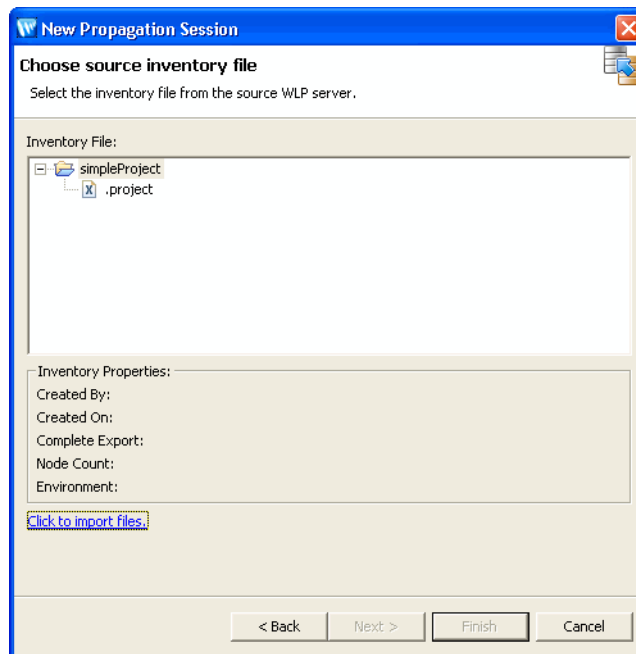 New Propagation Session
Choose source inventory file
Select the inventory file from the source WLP server.
Inventory File:
simpleProject
.project
Inventory Properties:
Created By:
Created On:
Complete Export:
Node Count:
Environment:
Click to import files.
< Back Next > Finish Cancel